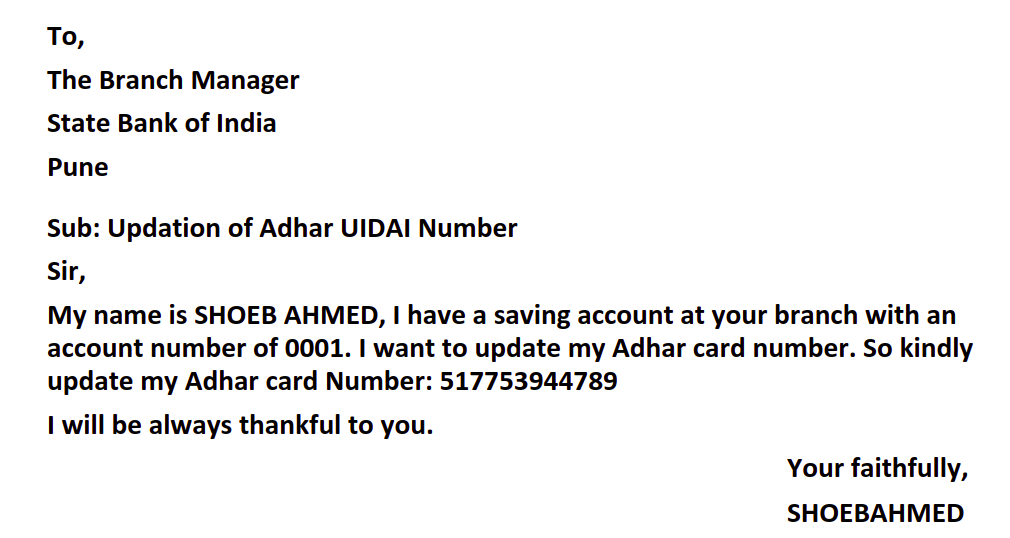 To,
The Branch Manager
State Bank of India
Pune
Sub: Updation of Adhar UIDAI Number
Sir,
My name is SHOEB AHMED, I have a saving account at your branch with an
account number of 0001. I want to update my Adhar card number. So kindly
update my Adhar card Number: 517753944789
I will be always thankful to you.
Your faithfully,
SHOEBAHMED